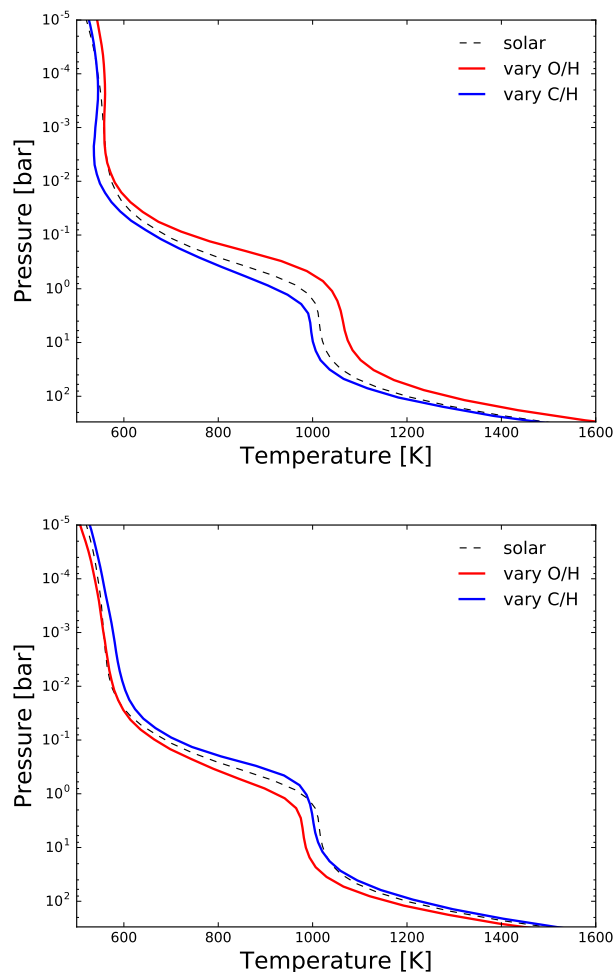 10⁻⁵
10⁻⁴
10⁻³
10⁻²
10⁻¹
10⁰
10¹
10²
Pressure [bar]
solar
vary O/H
vary C/H
600 800 1000 1200 1400 1600
Temperature [K]
10⁻⁵
10⁻⁴
10⁻³
10⁻²
10⁻¹
10⁰
10¹
10²
Pressure [bar]
solar
vary O/H
vary C/H
600 800 1000 1200 1400 1600
Temperature [K]